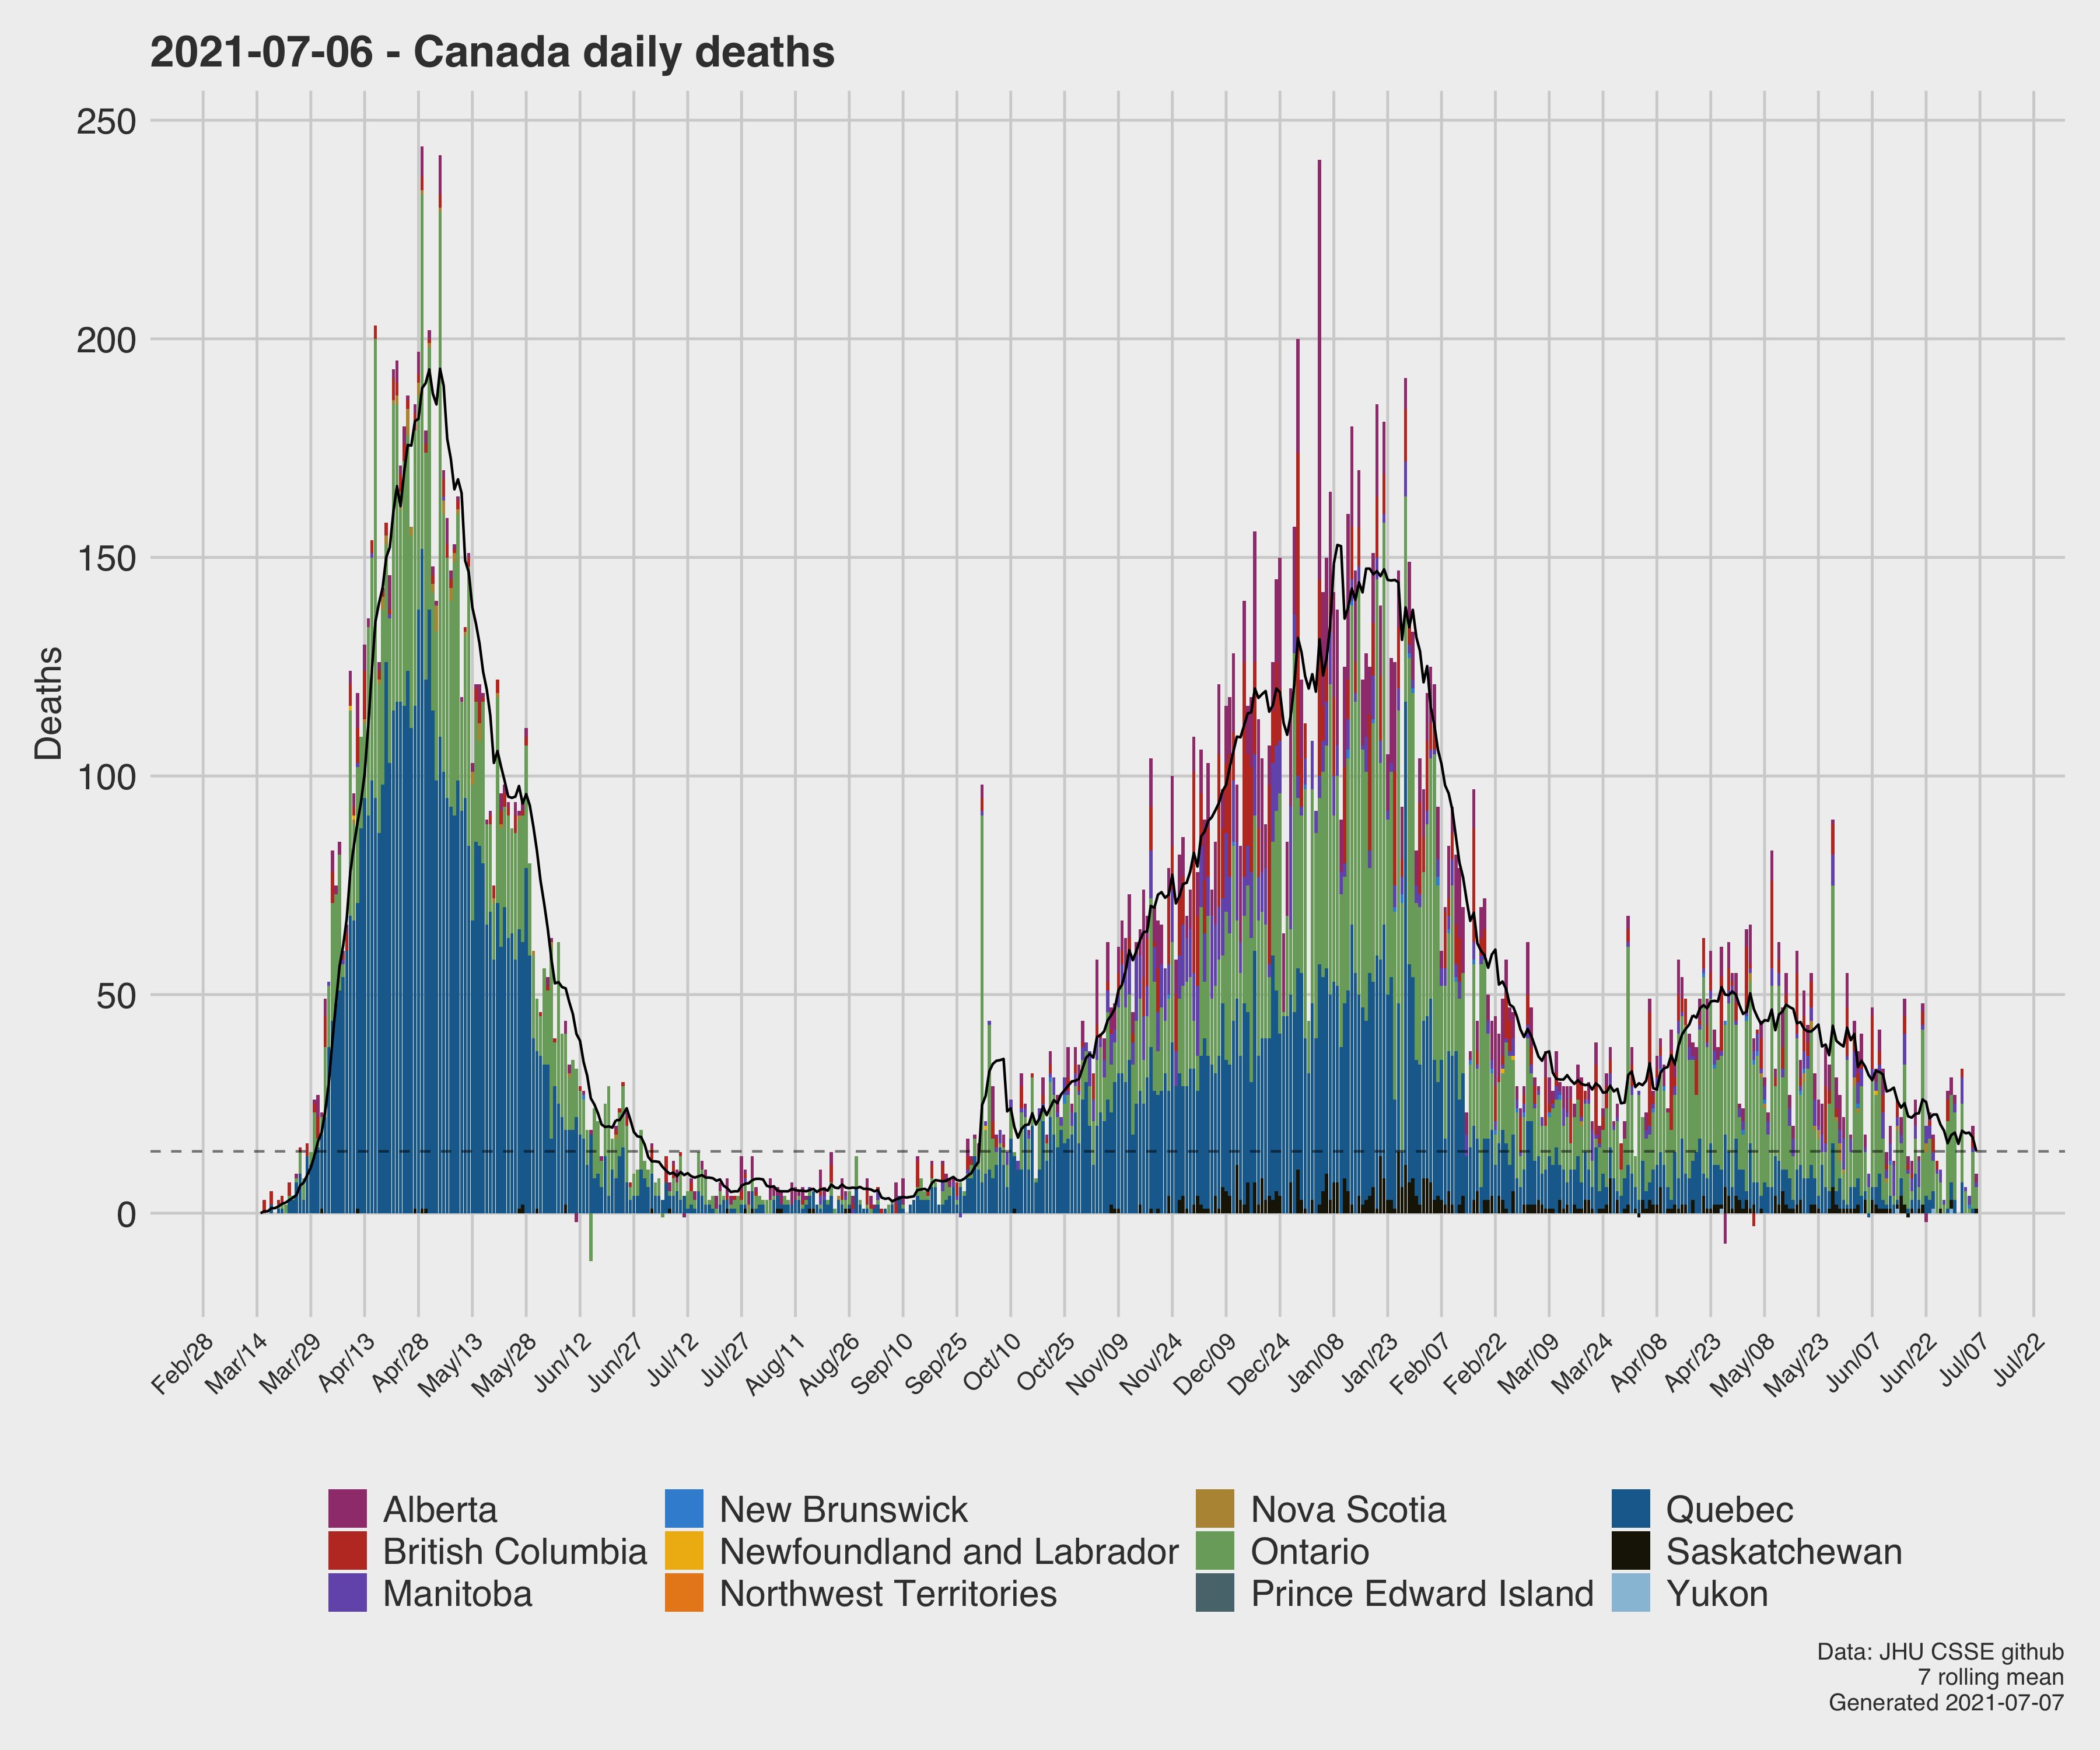 2021-07-06 - Canada daily deaths
250
200
150
100
50
0
Deaths
Feb/28
Mar/14
Mar/29
Apr/13
Apr/28
May/13
May/28
Jun/12
Jun/27
Jul/12
Jul/27
Aug/11
Aug/26
Sep/10
Sep/25
Oct/10
Oct/25
Nov/09
Nov/24
Dec/09
Dec/24
Jan/08
Jan/23
Feb/07
Feb/22
Mar/09
Mar/24
Apr/08
Apr/23
May/08
May/23
Jun/07
Jun/22
Jul/07
Jul/22
Alberta
British Columbia
Manitoba
New Brunswick
Newfoundland and Labrador
Northwest Territories
Nova Scotia
Ontario
Prince Edward Island
Quebec
Saskatchewan
Yukon
Data: JHU CSSE github
7 rolling mean
Generated 2021-07-07